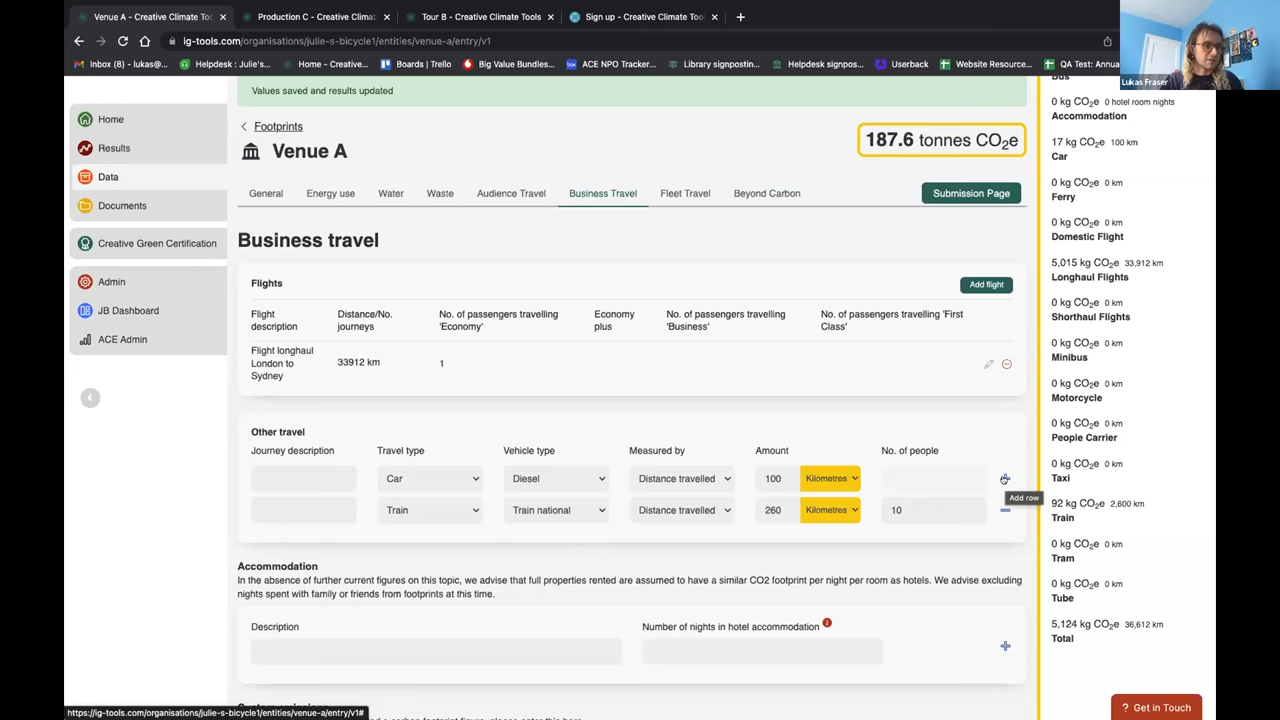 Venue A - Creative Climate Too
Production C - Creative Climat
Tour B - Creative Climate Tools
Sign up - Creative Climate Tool
ig-tools.com/organisations/julie-s-bicycle1/entities/venue-a/entry/v1
Inbox (8) - lukas@...
Helpdesk : Julie's...
Home - Creative...
Boards | Trello
Big Value Bundles...
ACE NPO Tracker...
Library signpostin...
Helpdesk signpos...
Userback
Website Resource...
QA Test: Annua
Lukas Fraser
Values saved and results updated
Footprints
Venue A
187.6 tonnes CO2e
Home
Results
Data
Documents
Creative Green Certification
Admin
JB Dashboard
ACE Admin
General
Energy use
Water
Waste
Audience Travel
Business Travel
Fleet Travel
Beyond Carbon
Submission Page
Business travel
Flights
Add flight
Flight description
Distance/No. journeys
No. of passengers travelling 'Economy'
Economy plus
No. of passengers travelling 'Business'
No. of passengers travelling 'First Class'
Flight longhaul London to Sydney
33912 km
1
Other travel
Journey description
Travel type
Vehicle type
Measured by
Amount
No. of people
Car
Diesel
Distance travelled
100
Kilometres
Add row
Train
Train national
Distance travelled
260
Kilometres
10
Accommodation
In the absence of further current figures on this topic, we advise that full properties rented are assumed to have a similar CO2 footprint per night per room as hotels. We advise excluding
nights spent with family or friends from footprints at this time.
Description
Number of nights in hotel accommodation
Bus
0 kg CO2e 0 hotel room nights
Accommodation
17 kg CO2e 100 km
Car
0 kg CO2e 0 km
Ferry
0 kg CO2e 0 km
Domestic Flight
5,015 kg CO2e 33,912 km
Longhaul Flights
0 kg CO2e 0 km
Shorthaul Flights
0 kg CO2e 0 km
Minibus
0 kg CO2e 0 km
Motorcycle
0 kg CO2e 0 km
People Carrier
0 kg CO2e 0 km
Taxi
92 kg CO2e 2,600 km
Train
0 kg CO2e 0 km
Tram
0 kg CO2e 0 km
Tube
5,124 kg CO2e 36,612 km
Total
? Get in Touch
https://ig-tools.com/organisations/julie-s-bicycle1/entities/venue-a/entry/v1#